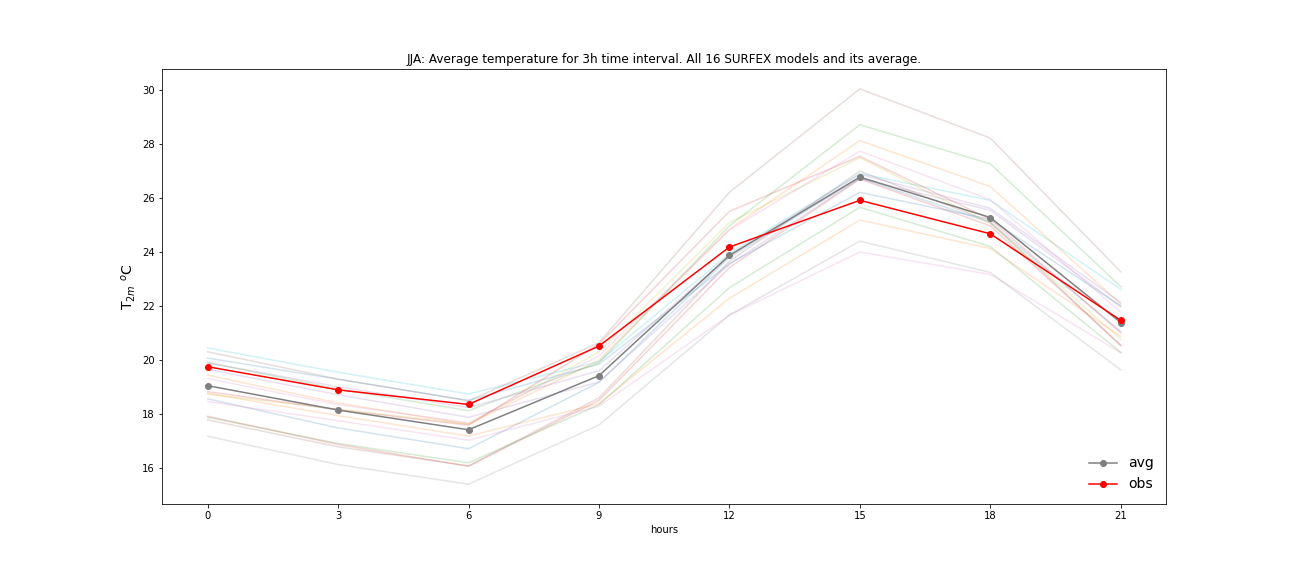 JJA: Average temperature for 3h time interval. All 16 SURFEX models and its average.
30
28
26
24
22
20
18
16
T2m oC
avg
obs
0 3 6 9 12 15 18 21
hours